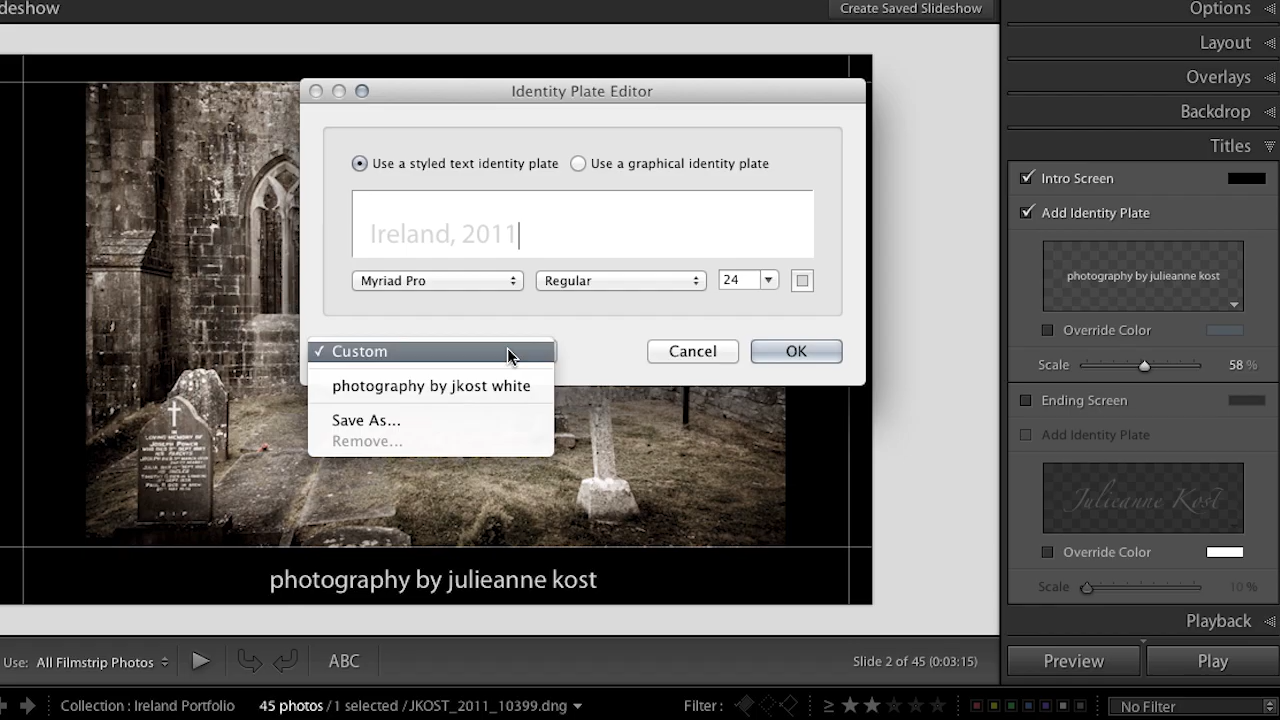 deshow
Create Saved Slideshow
Options
Layout
Overlays
Backdrop
Titles
Identity Plate Editor
Use a styled text identity plate
Use a graphical identity plate
Ireland, 2011
Myriad Pro
Regular
24
✓ Custom
photography by jkost white
Save As...
Remove...
Cancel
OK
Intro Screen
Add Identity Plate
photography by julieanne kost
Override Color
Scale 58 %
Ending Screen
Add Identity Plate
Julieanne Kost
Override Color
Scale 10 %
Playback
photography by julieanne kost
Use: All Filmstrip Photos
ABC
Slide 2 of 45 (0:03:15)
Preview
Play
Collection : Ireland Portfolio
45 photos / 1 selected / JKOST_2011_10399.dng
Filter :
≥
No Filter